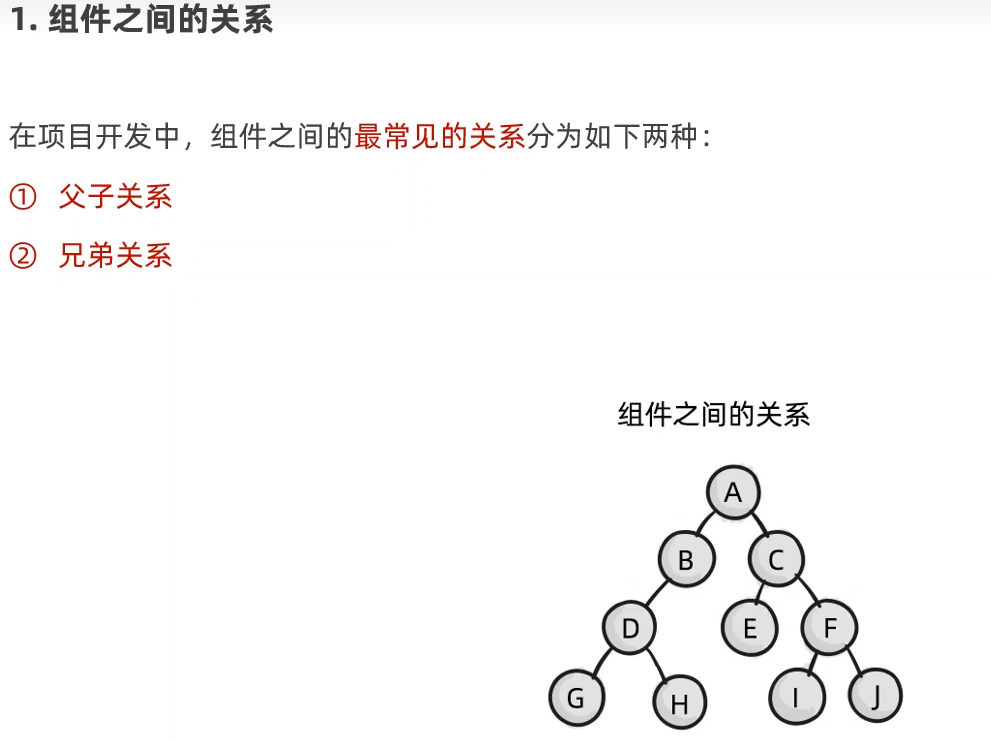 1. 组件之间的关系
在项目开发中，组件之间的最常见的关系分为如下两种：
① 父子关系
② 兄弟关系
组件之间的关系
A
B C
D E F
G H I J